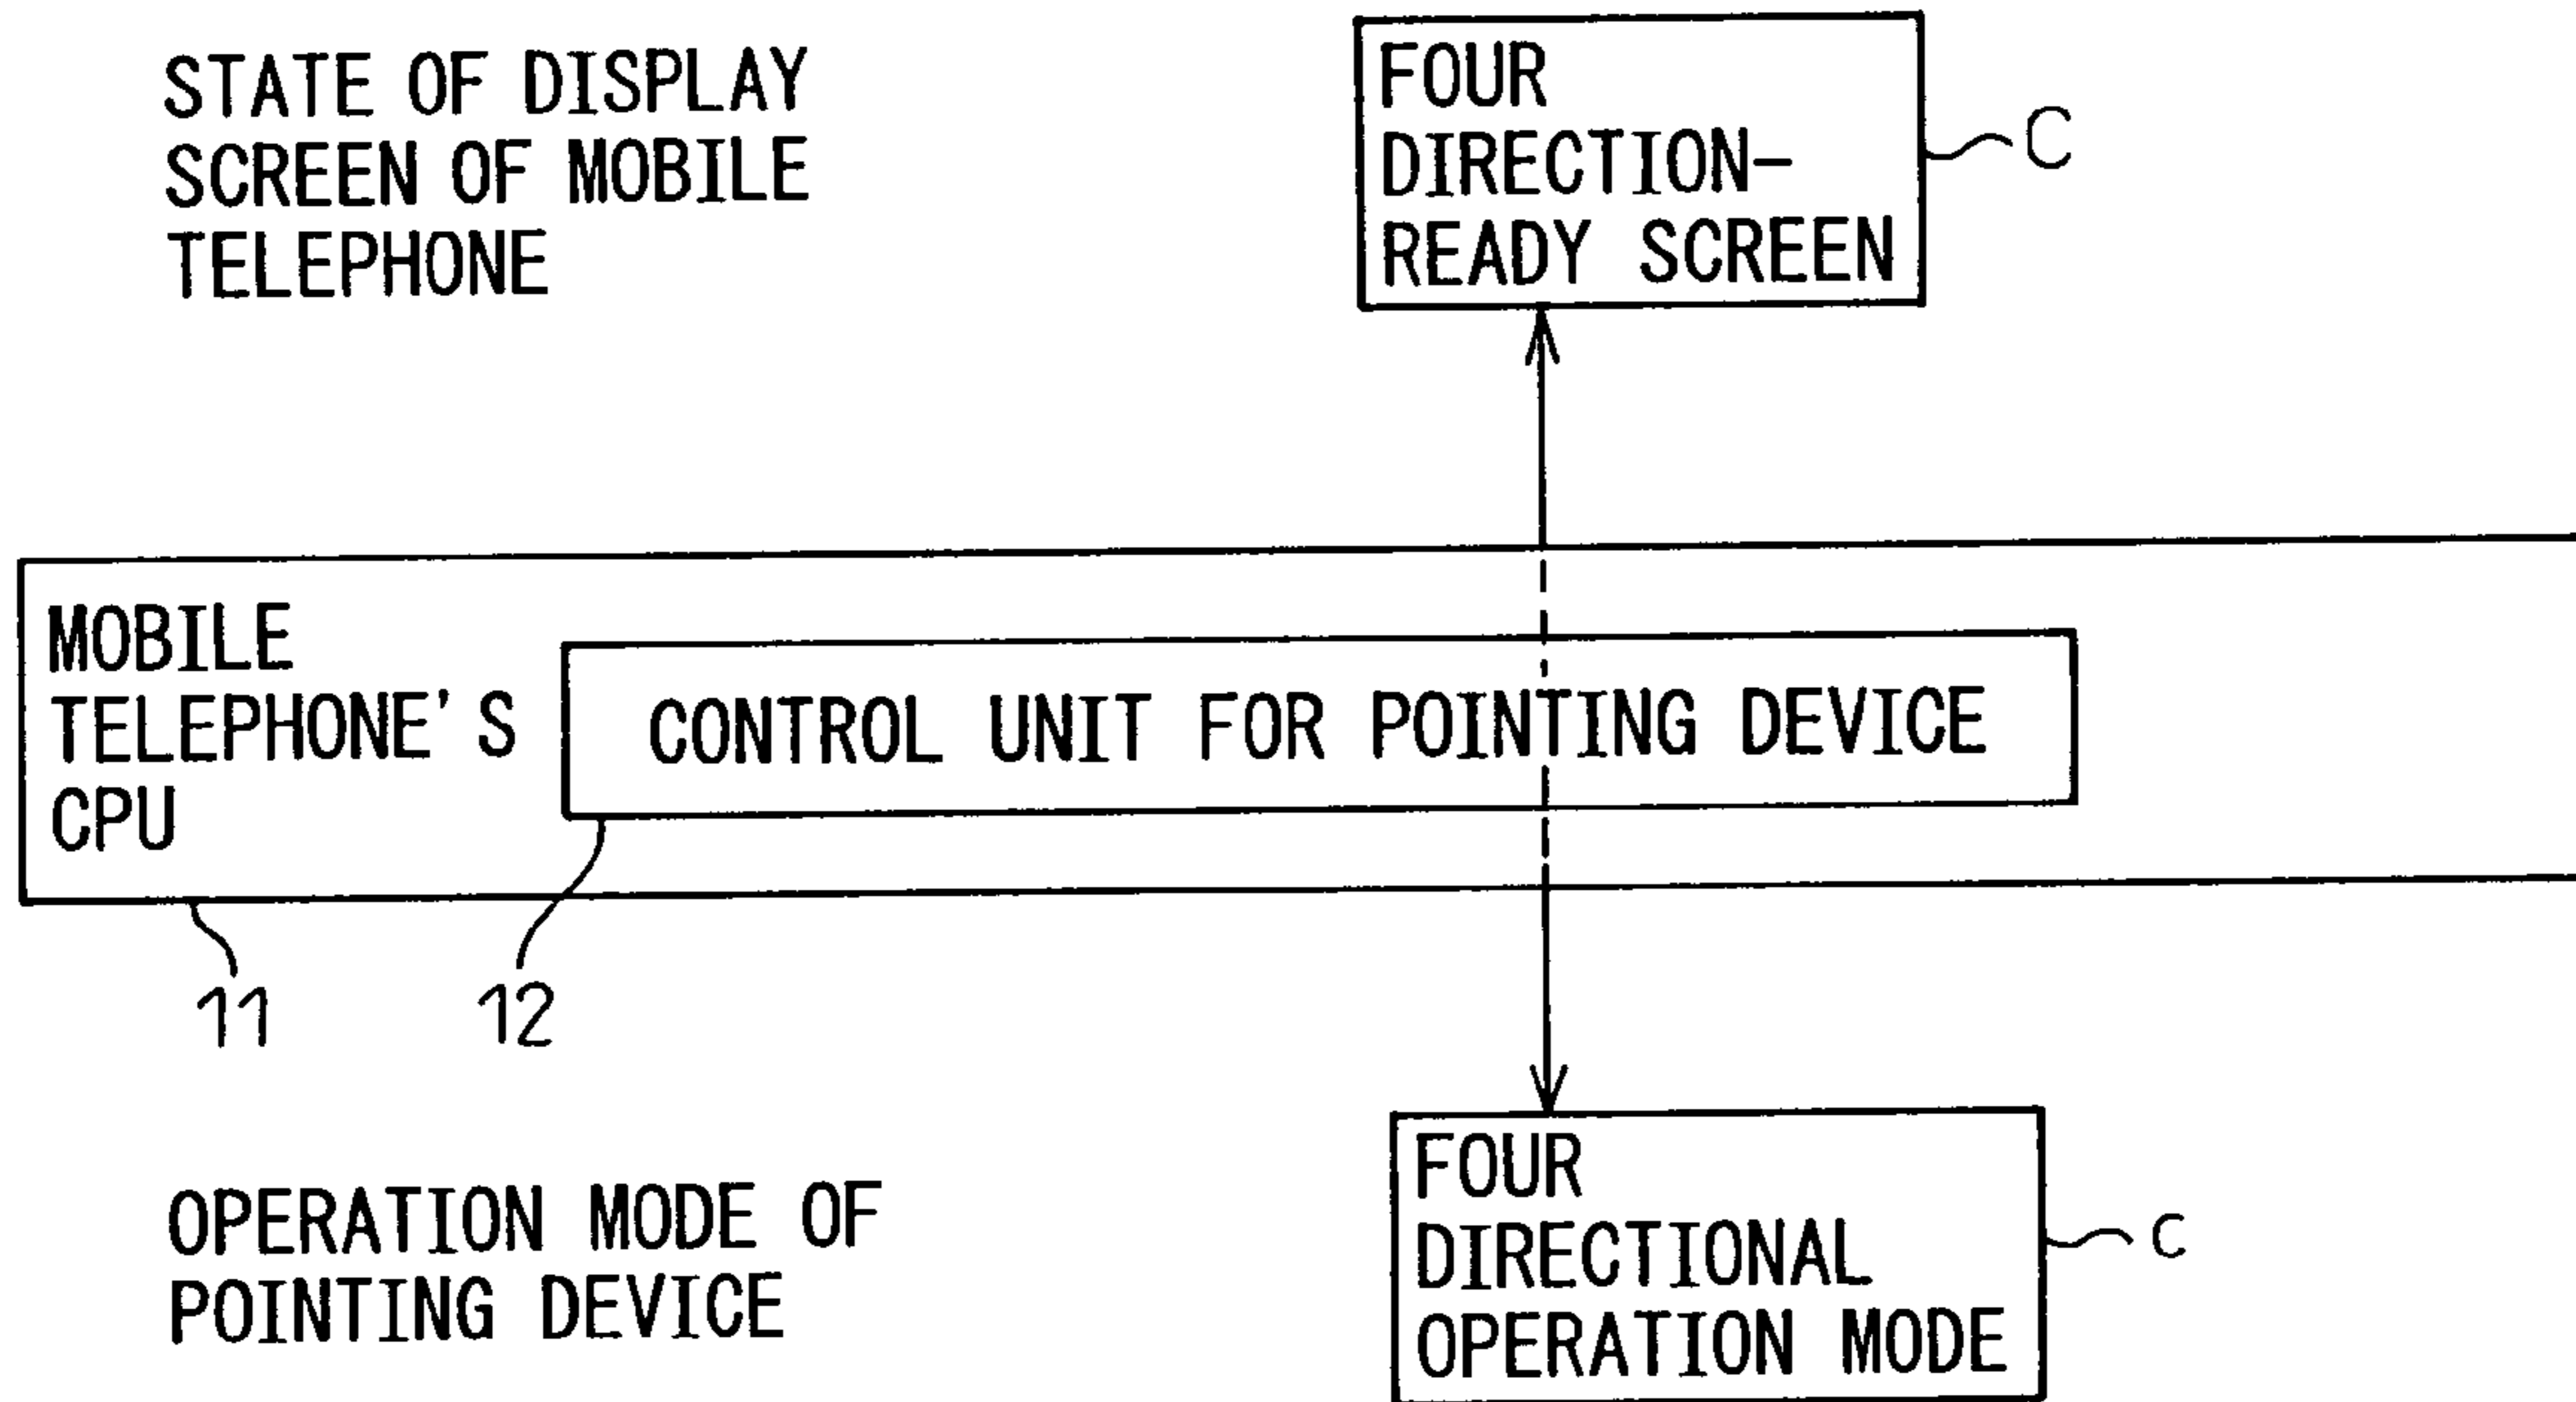 STATE OF DISPLAY
SCREEN OF MOBILE
TELEPHONE
FOUR
DIRECTION-
READY SCREEN
C
MOBILE
TELEPHONE'S
CPU
CONTROL UNIT FOR POINTING DEVICE
11
12
OPERATION MODE OF
POINTING DEVICE
FOUR
DIRECTIONAL
OPERATION MODE
c